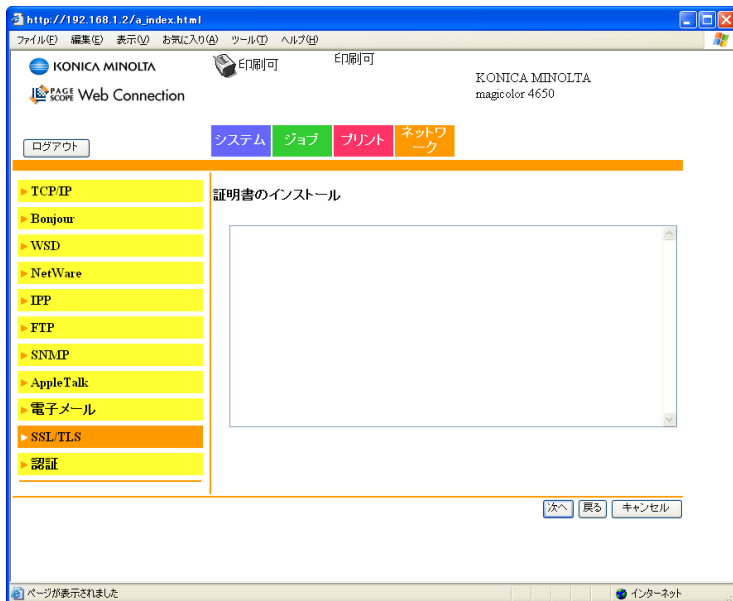 http://192.168.1.2/a_index.html
ファイル(F) 編集(E) 表示(V) お気に入り(A) ツール(T) ヘルプ(H)
KONICA MINOLTA
印刷可
印刷可
KONICA MINOLTA
magicolor 4650
PAGE SCOPE Web Connection
ログアウト
システム
ジョブ
プリント
ネットワ
ーク
TCP/IP
Bonjour
WSD
NetWare
IPP
FTP
SNMP
AppleTalk
電子メール
SSL/TLS
認証
証明書のインストール
次へ 戻る キャンセル
ページが表示されました
インターネット